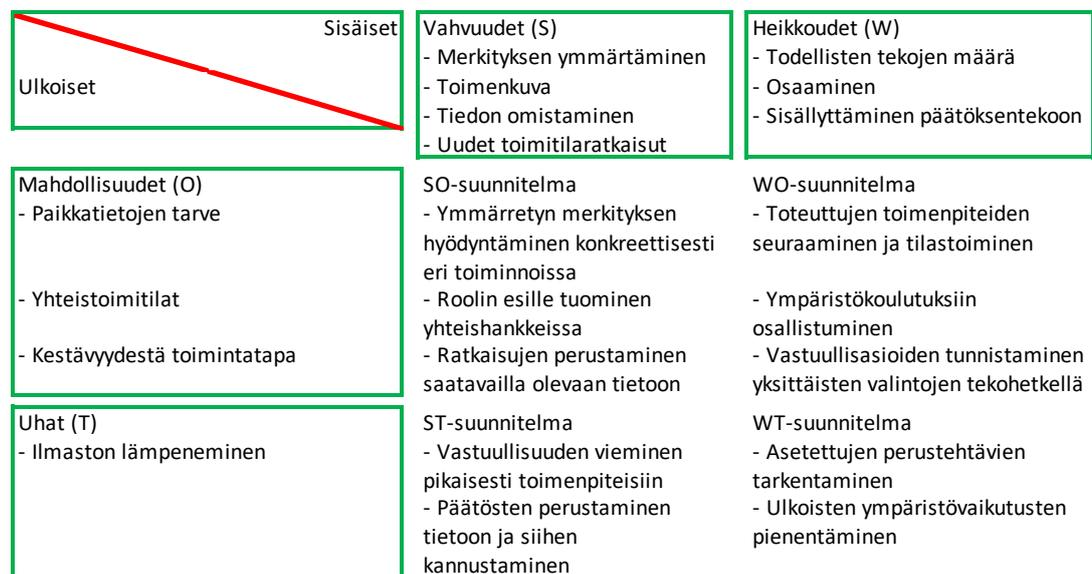 Sisäiset
Ulkoiset
Vahvuudet (S)
- Merkityksen ymmärtäminen
- Toimenkuva
- Tiedon omistaminen
- Uudet toimitilaratkaisut
Heikkoudet (W)
- Todellisten tekojen määrä
- Osaaminen
- Sisällyttäminen päätöksentekoon
Mahdollisuudet (O)
- Paikkatietojen tarve
- Yhteistoimitilat
- Kestävyydestä toimintatapa
SO-suunnitelma
- Ymmärretyn merkityksen
hyödyntäminen konkreettisesti
eri toiminnoissa
- Roolin esille tuominen
yhteishankkeissa
- Ratkaisujen perustaminen
saatavailla olevaan tietoon
WO-suunnitelma
- Toteuttujen toimenpiteiden
seuraaminen ja tilastoiminen
- Ympäristökoulutuksiin
osallistuminen
- Vastuullisasioiden tunnistaminen
yksittäisten valintojen tekohetkellä
Uhat (T)
- Ilmaston lämpeneminen
ST-suunnitelma
- Vastuullisuuden vieminen
pikaisesti toimenpiteisiin
- Päätösten perustaminen
tietoon ja siihen
kannustaminen
WT-suunnitelma
- Asetettujen perustehtävien
tarkentaminen
- Ulkoisten ympäristövaikutusten
pienentäminen